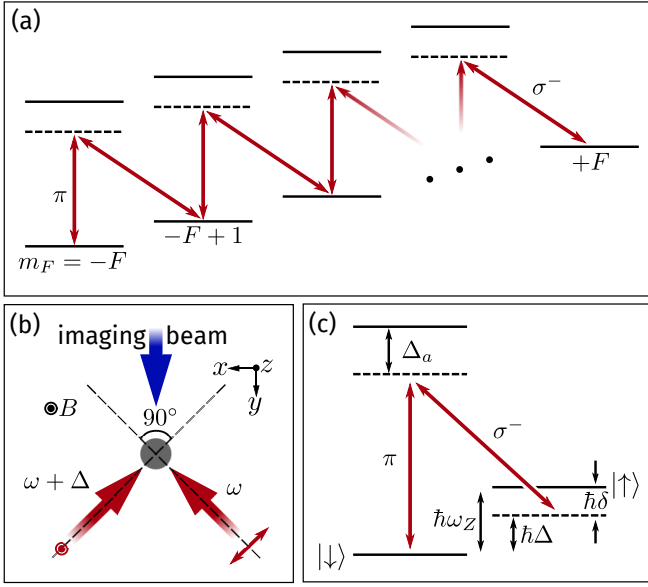 (a)
σ⁻
π
+F
−F + 1
m_F = −F
(b)
imaging beam
x z
y
B
90°
ω + Δ
ω
(c)
Δ_a
σ⁻
π
|↑⟩
ħδ
ħω_Z
ħΔ
|↓⟩